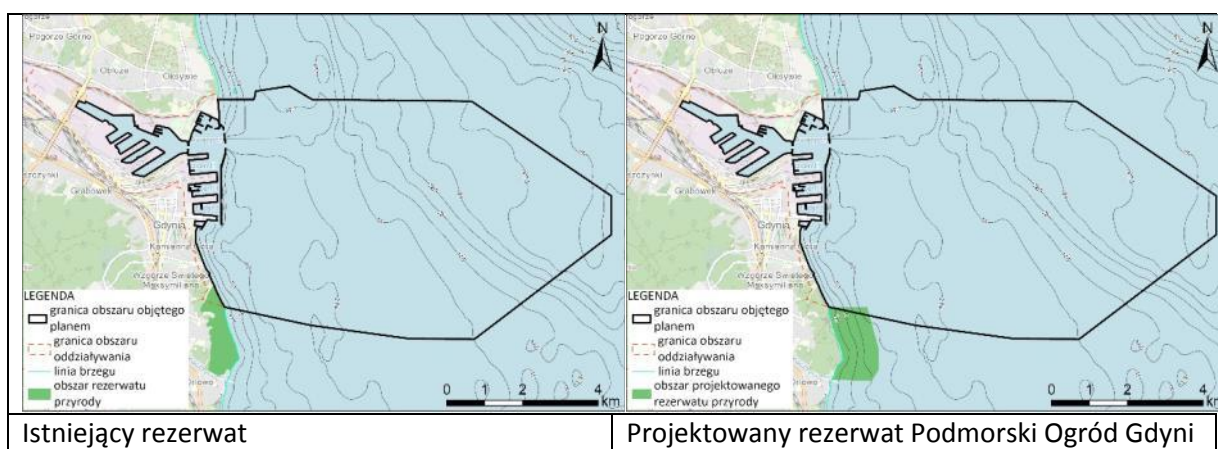 Pogórze Górne
Obłuże
Oksywie
Grabówek
Gdynia
Kamienna Góra
Wzgórze Świętego
Maksymiliana
Orłowo
N
LEGENDA
granica obszaru objętego
planem
granica obszaru
oddziaływania
linia brzegu
obszar rezerwatu
przyrody
0 1 2 4
km
Istniejący rezerwat
Pogórze Górne
Obłuże
Oksywie
Grabówek
Gdynia
Kamienna Góra
Wzgórze Świętego
Maksymiliana
N
LEGENDA
granica obszaru objętego
planem
granica obszaru
oddziaływania
linia brzegu
obszar projektowanego
rezerwatu przyrody
0 1 2 4
km
Projektowany rezerwat Podmorski Ogród Gdyni